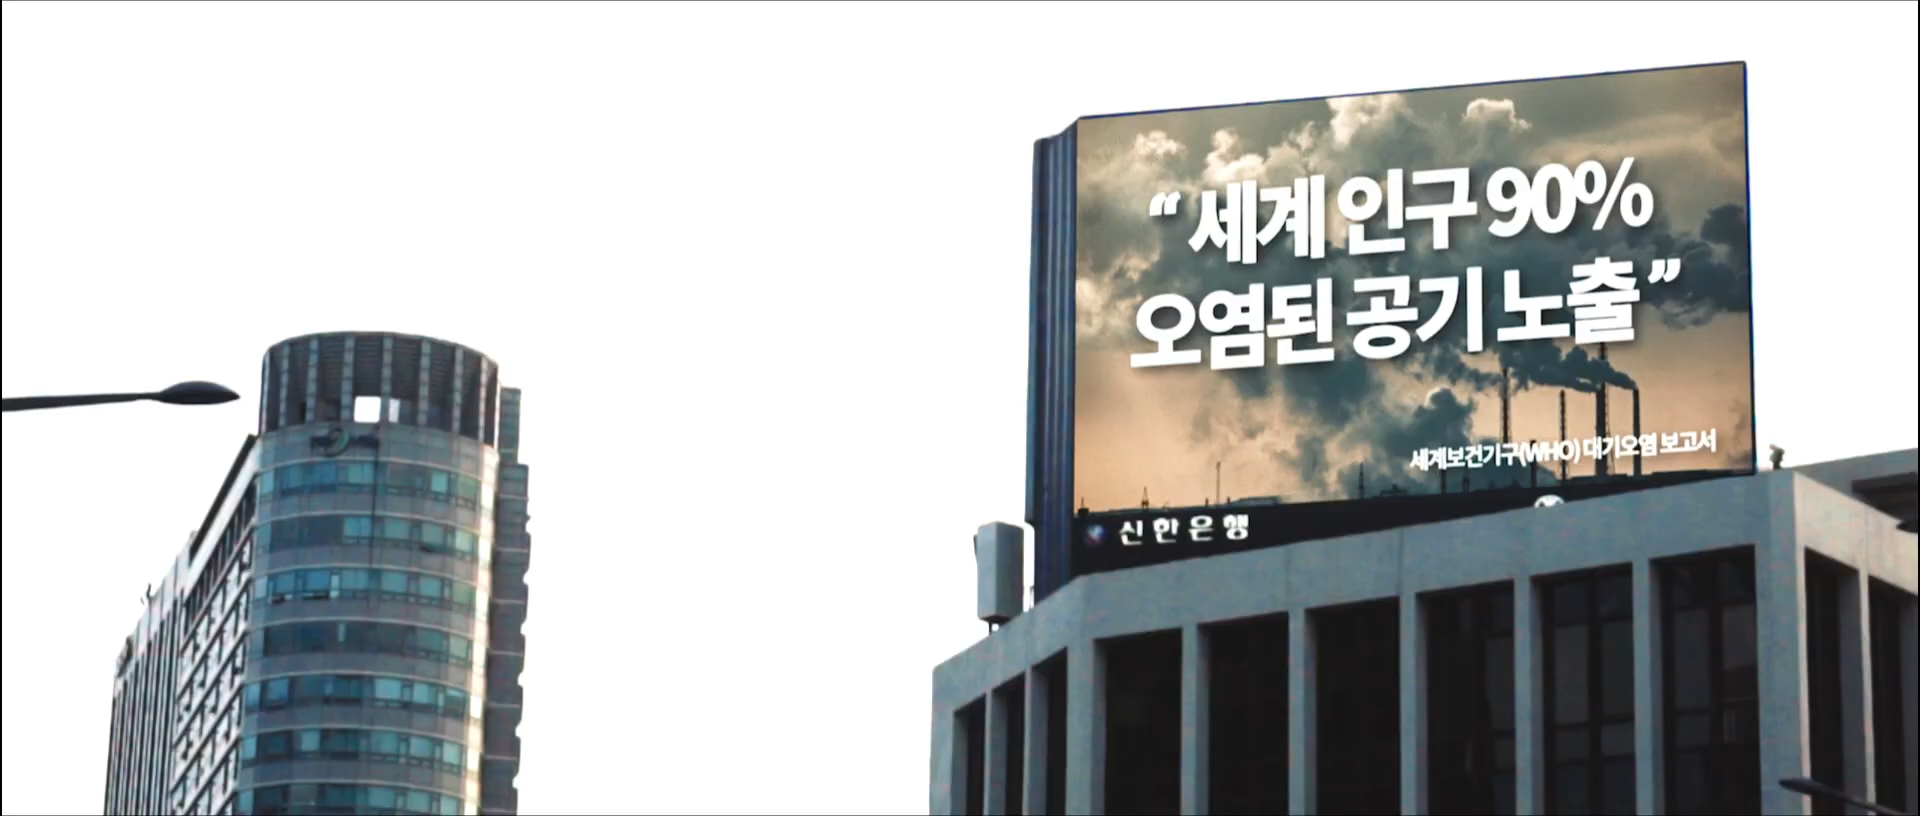 “ 세계 인구 90%
오염된 공기 노출 ”
세계보건기구(WHO) 대기오염 보고서
신한은행